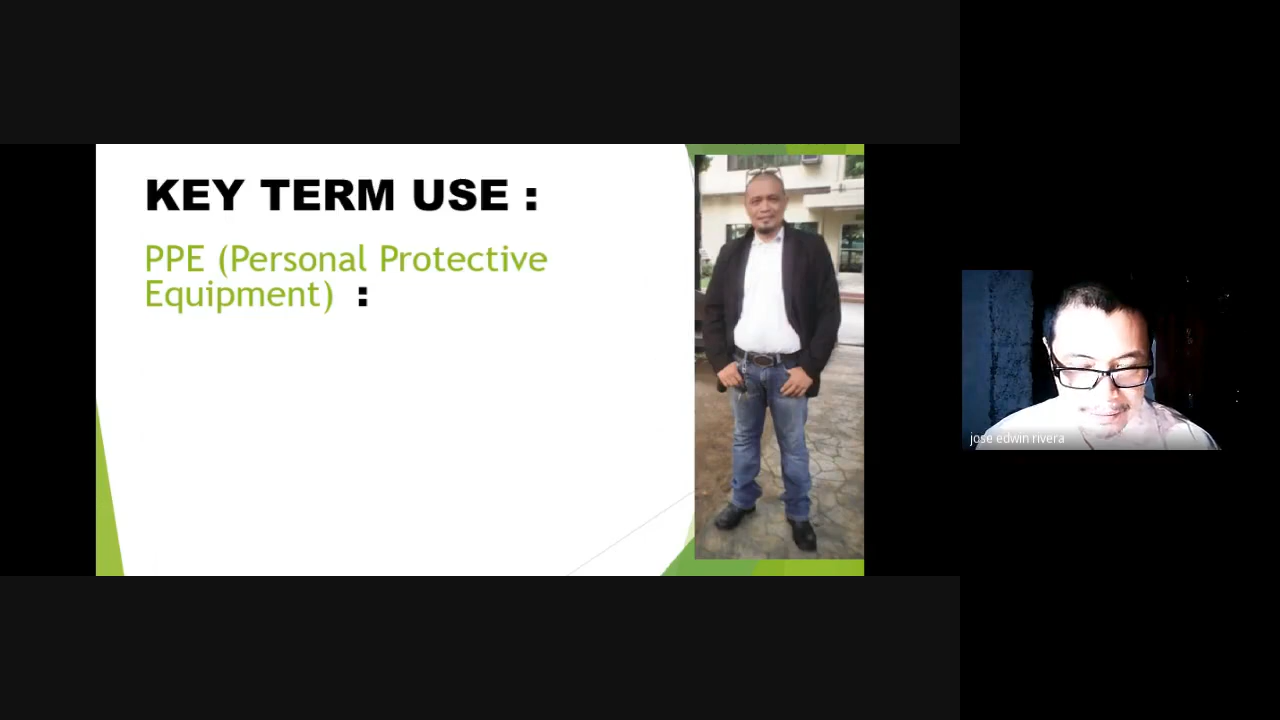 KEY TERM USE :
PPE (Personal Protective
Equipment) :
jose edwin rivera